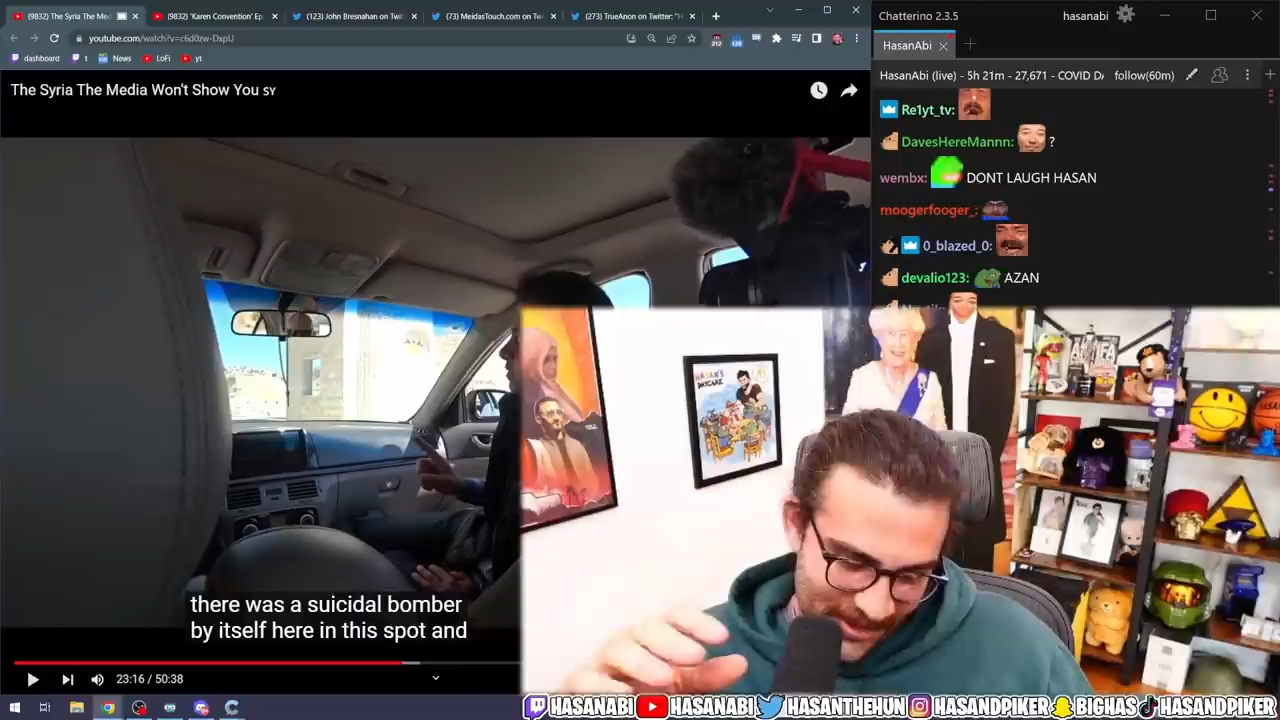 (9832) The Syria The Med
(9832) 'Karen Convention' Ep
(123) John Bresnahan on Twit
(73) MeidasTouch.com on Twi
(273) TrueAnon on Twitter: "H
youtube.com/watch?v=c6d0zw-DxpU
dashboard
t
News
LoFi
yt
The Syria The Media Won't Show You SY
there was a suicidal bomber
by itself here in this spot and
23:16 / 50:38
Chatterino 2.3.5
hasanabi
HasanAbi
HasanAbi (live) - 5h 21m - 27,671 - COVID D
follow(60m)
Re1yt_tv:
DavesHereMannn: ?
wembx: DONT LAUGH HASAN
moogerfooger_:
0_blazed_0:
devalio123: AZAN
HASAN'S
DAYCARE
HASANABI
HASANABI
HASANTHEHUN
HASANDPIKER
BIGHAS
HASANDPIKER